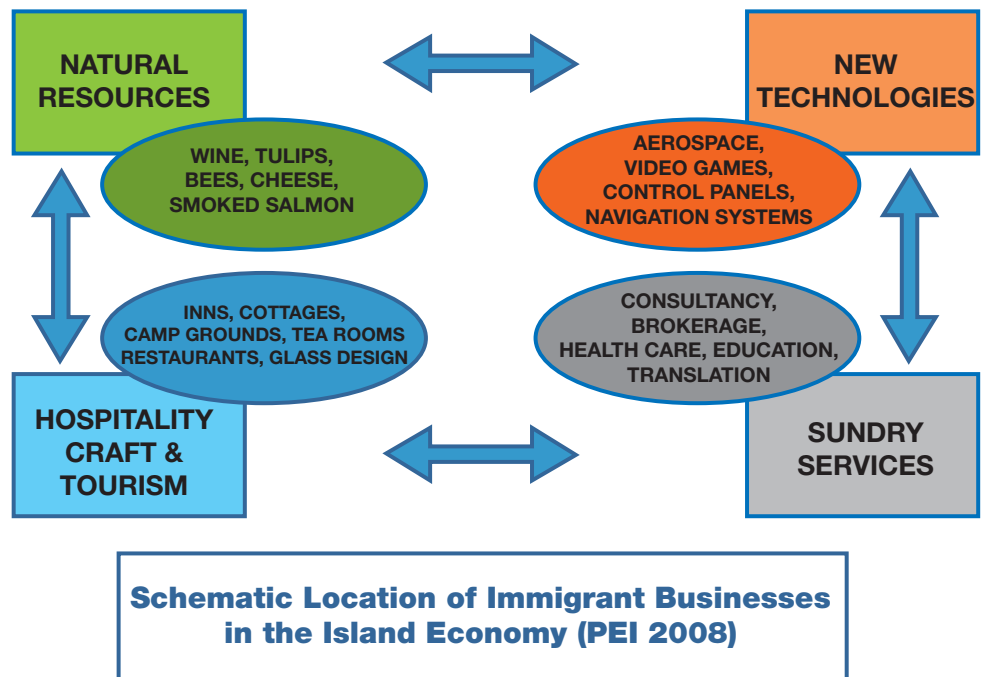 NATURAL
RESOURCES
WINE, TULIPS,
BEES, CHEESE,
SMOKED SALMON
NEW
TECHNOLOGIES
AEROSPACE,
VIDEO GAMES,
CONTROL PANELS,
NAVIGATION SYSTEMS
INNS, COTTAGES,
CAMP GROUNDS, TEA ROOMS
RESTAURANTS, GLASS DESIGN
HOSPITALITY
CRAFT &
TOURISM
CONSULTANCY,
BROKERAGE,
HEALTH CARE, EDUCATION,
TRANSLATION
SUNDRY
SERVICES
Schematic Location of Immigrant Businesses
in the Island Economy (PEI 2008)